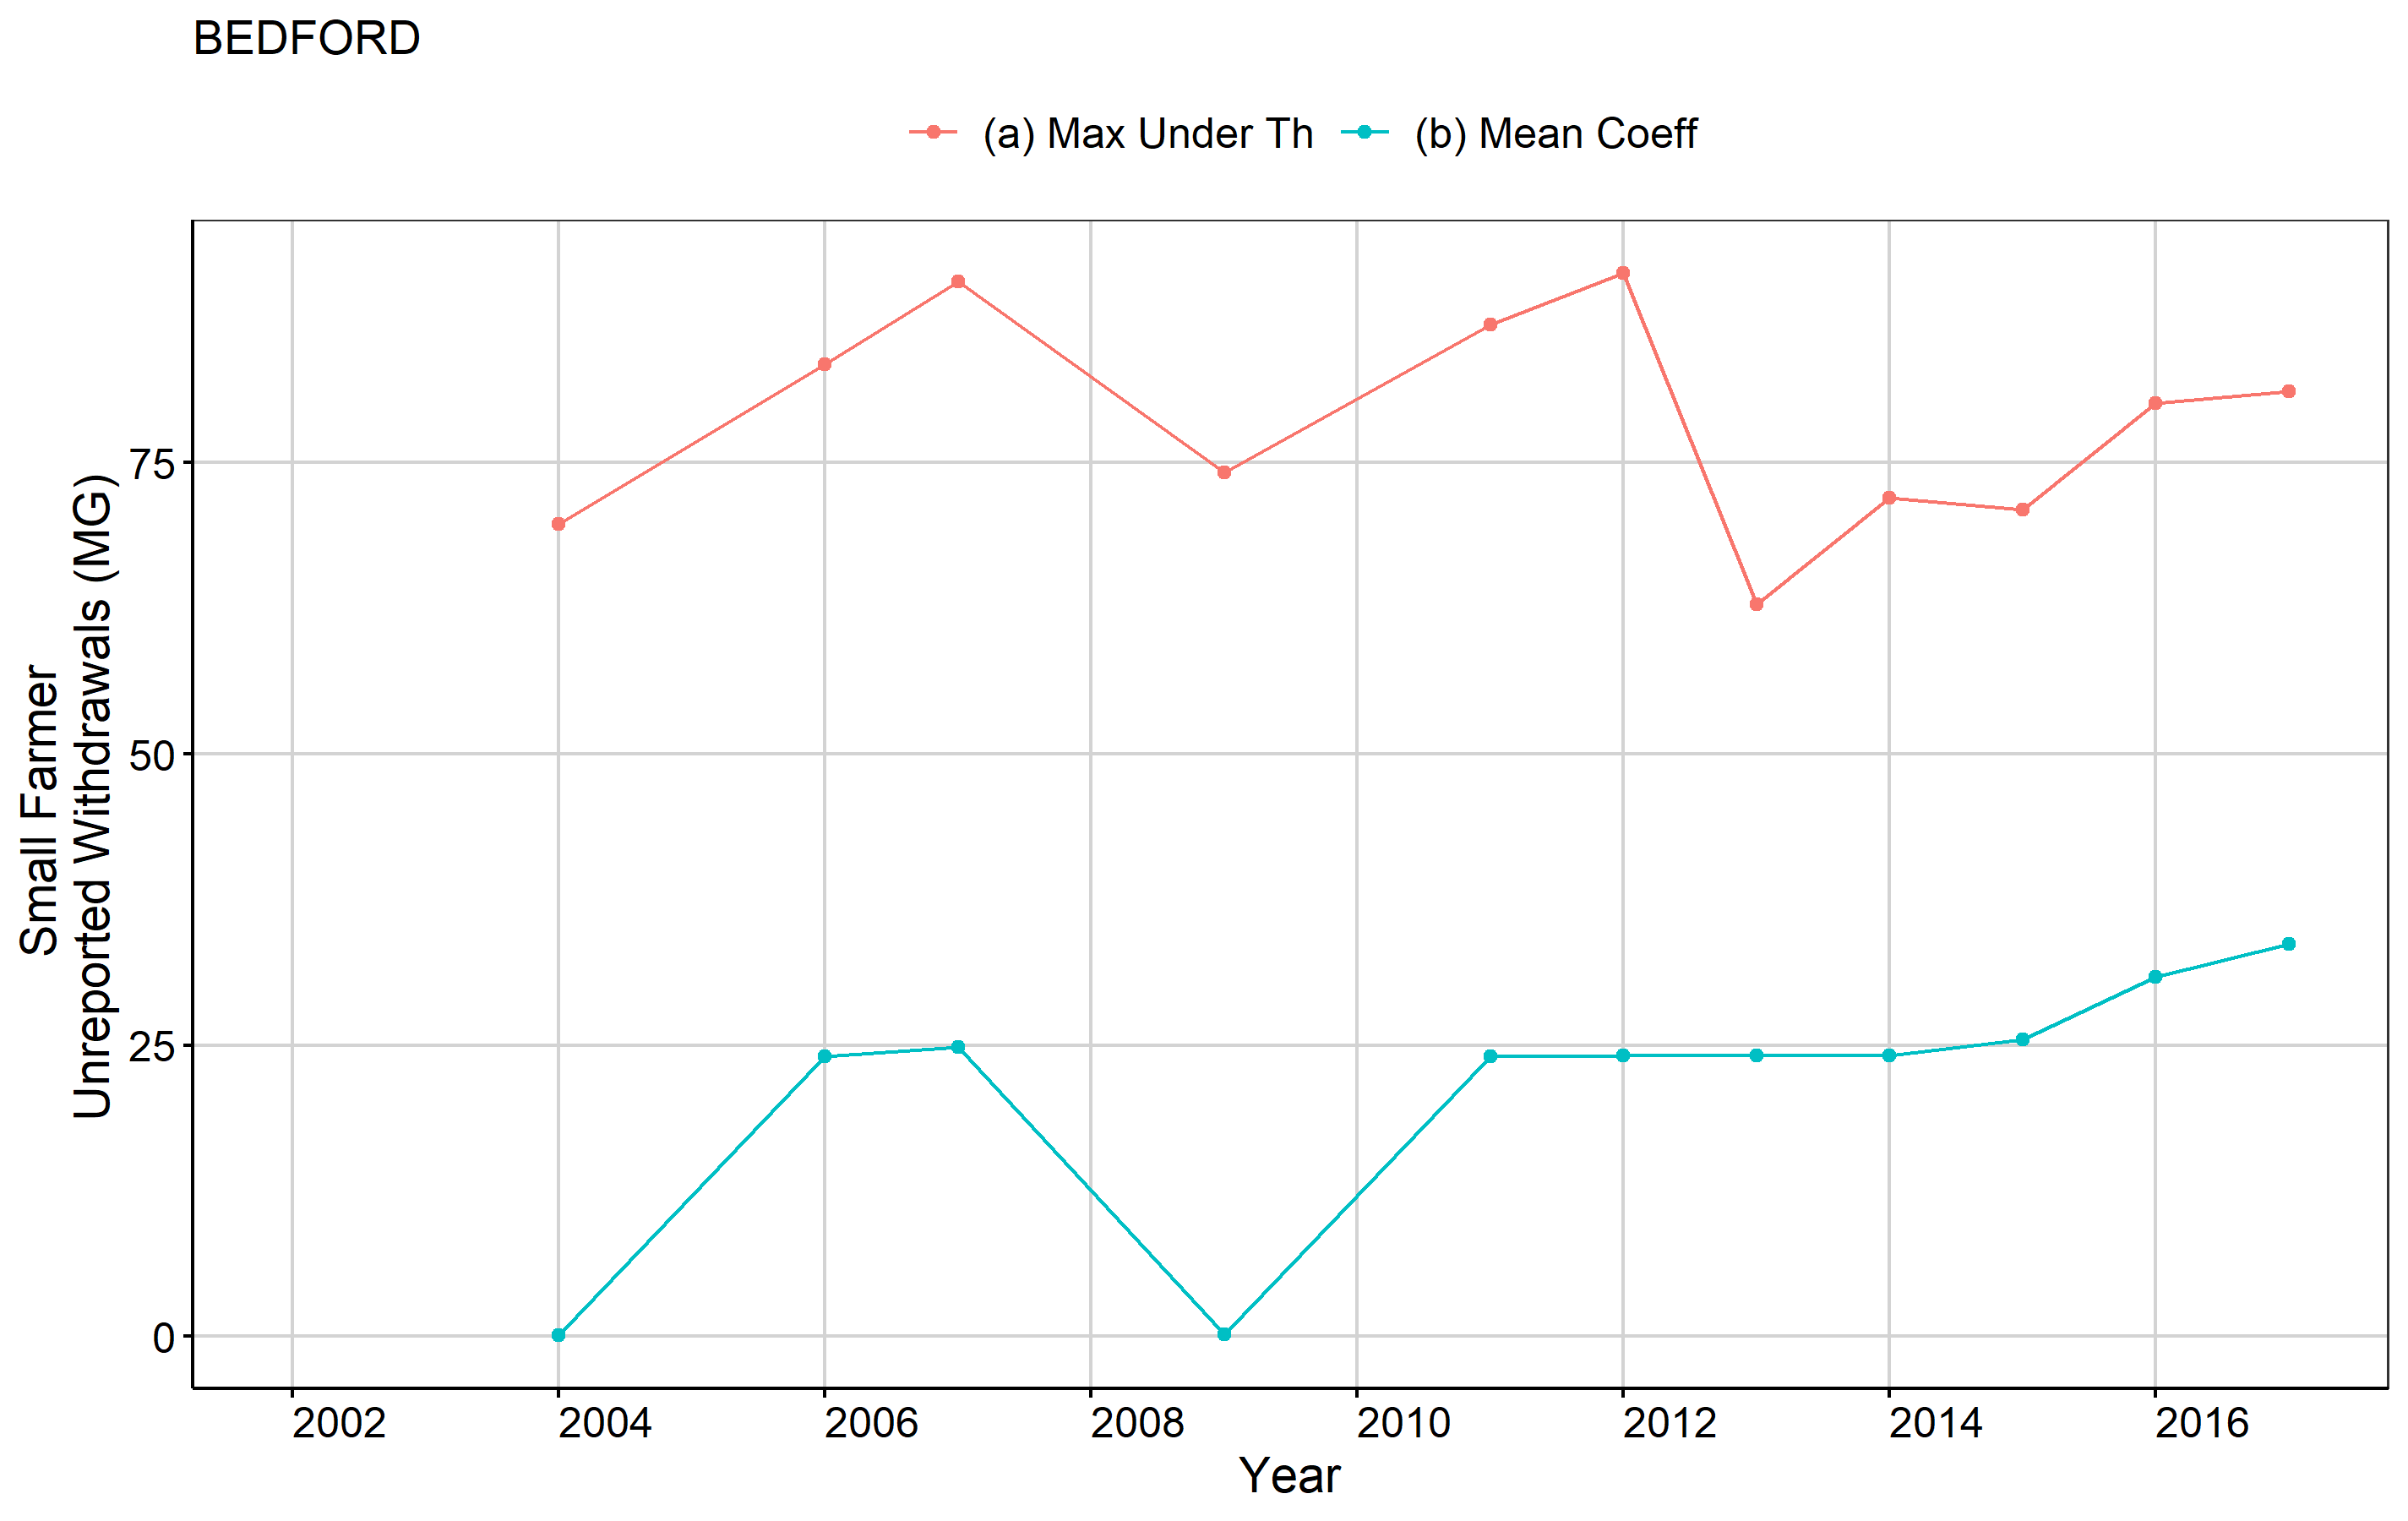 BEDFORD
(a) Max Under Th
(b) Mean Coeff
Small Farmer
Unreported Withdrawals (MG)
75
50
25
0
2002
2004
2006
2008
2010
2012
2014
2016
Year